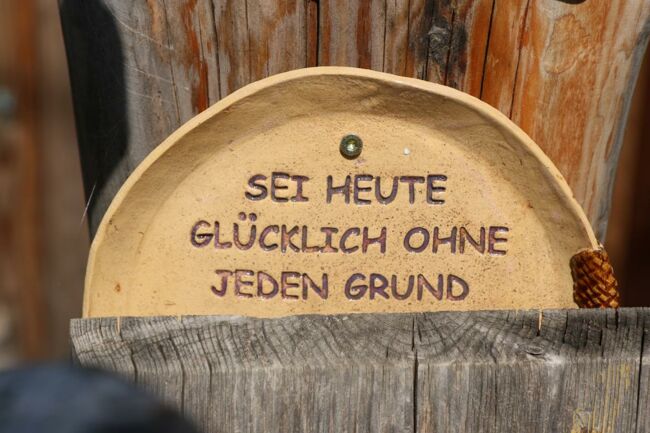 SEI HEUTE
GLÜCKLICH OHNE
JEDEN GRUND